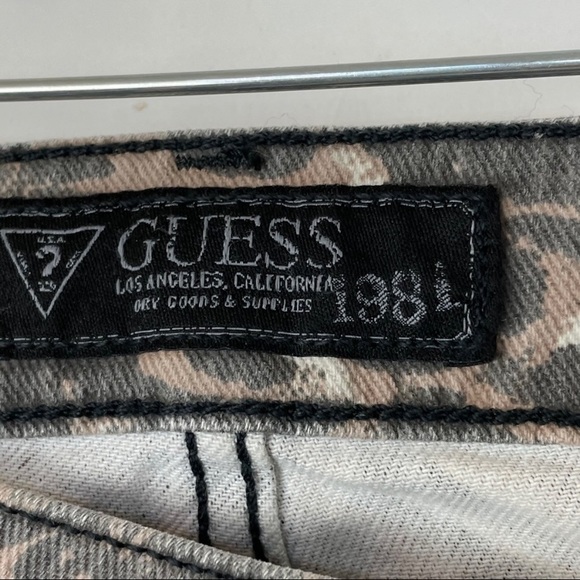 U.S.A.
?
GUESS
LOS ANGELES, CALIFORNIA
DRY GOODS & SUPPLIES
1981